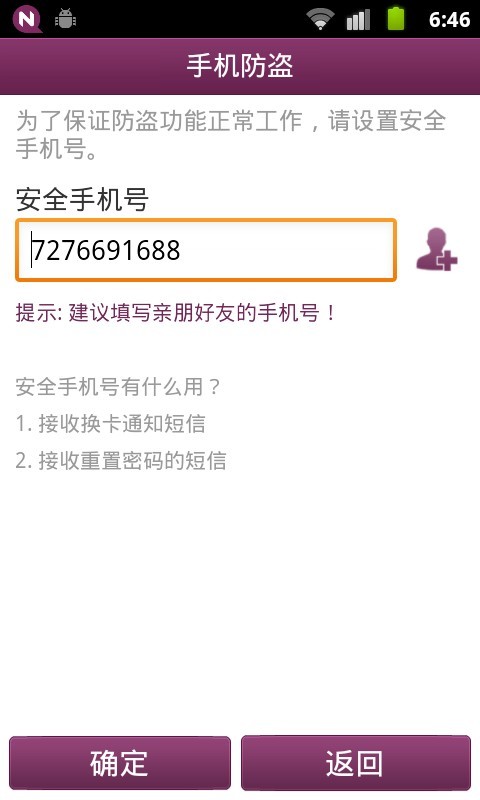 N
6:46
手机防盗
为了保证防盗功能正常工作，请设置安全
手机号。
安全手机号
7276691688
提示: 建议填写亲朋好友的手机号！
安全手机号有什么用？
1. 接收换卡通知短信
2. 接收重置密码的短信
确定
返回